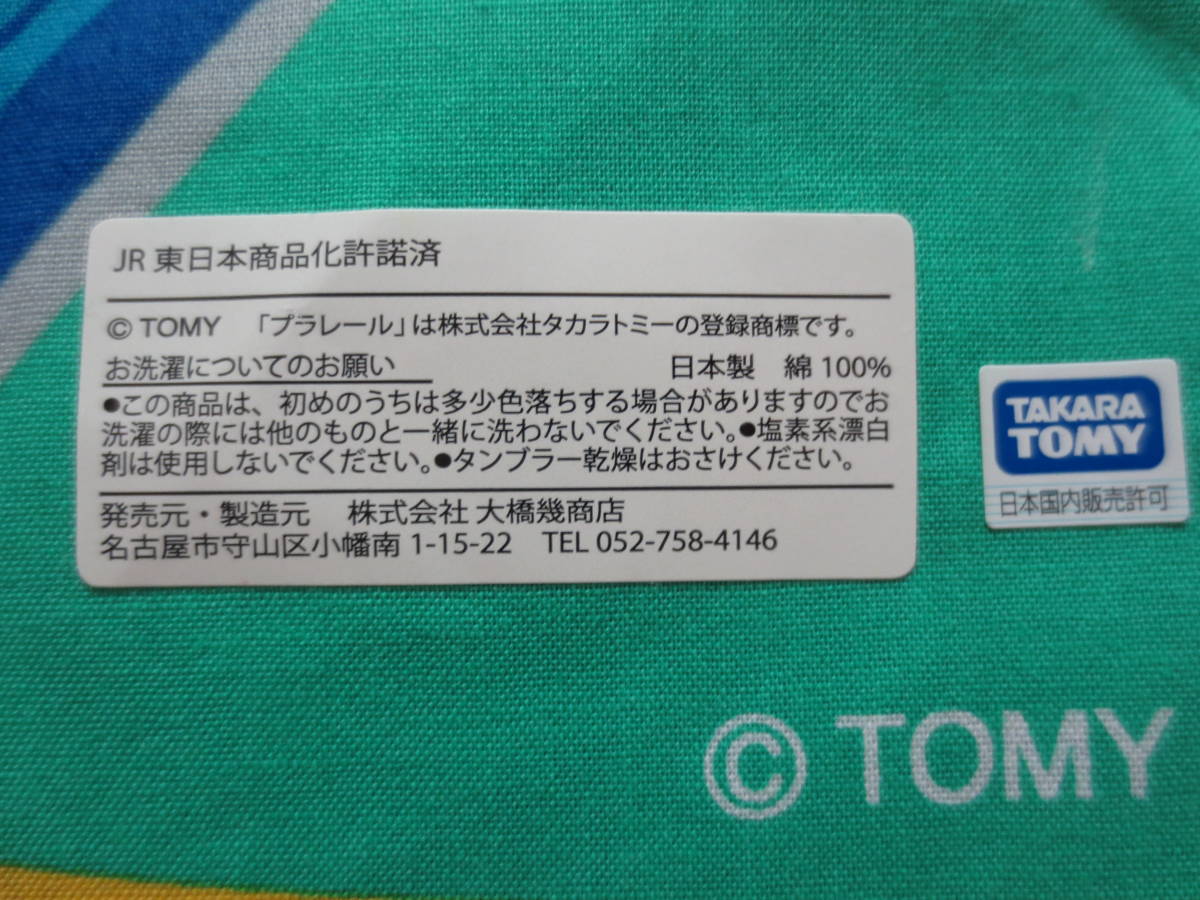 JR 東日本商品化許諾済
© TOMY 「プラレール」は株式会社タカラトミーの登録商標です。
お洗濯についてのお願い 日本製 綿 100%
●この商品は、初めのうちは多少色落ちする場合がありますのでお
洗濯の際には他のものと一緒に洗わないでください。●塩素系漂白
剤は使用しないでください。●タンブラー乾燥はおさけください。
発売元・製造元 株式会社 大橋幾商店
名古屋市守山区小幡南 1-15-22 TEL 052-758-4146
TAKARA
TOMY
日本国内販売許可
© TOMY